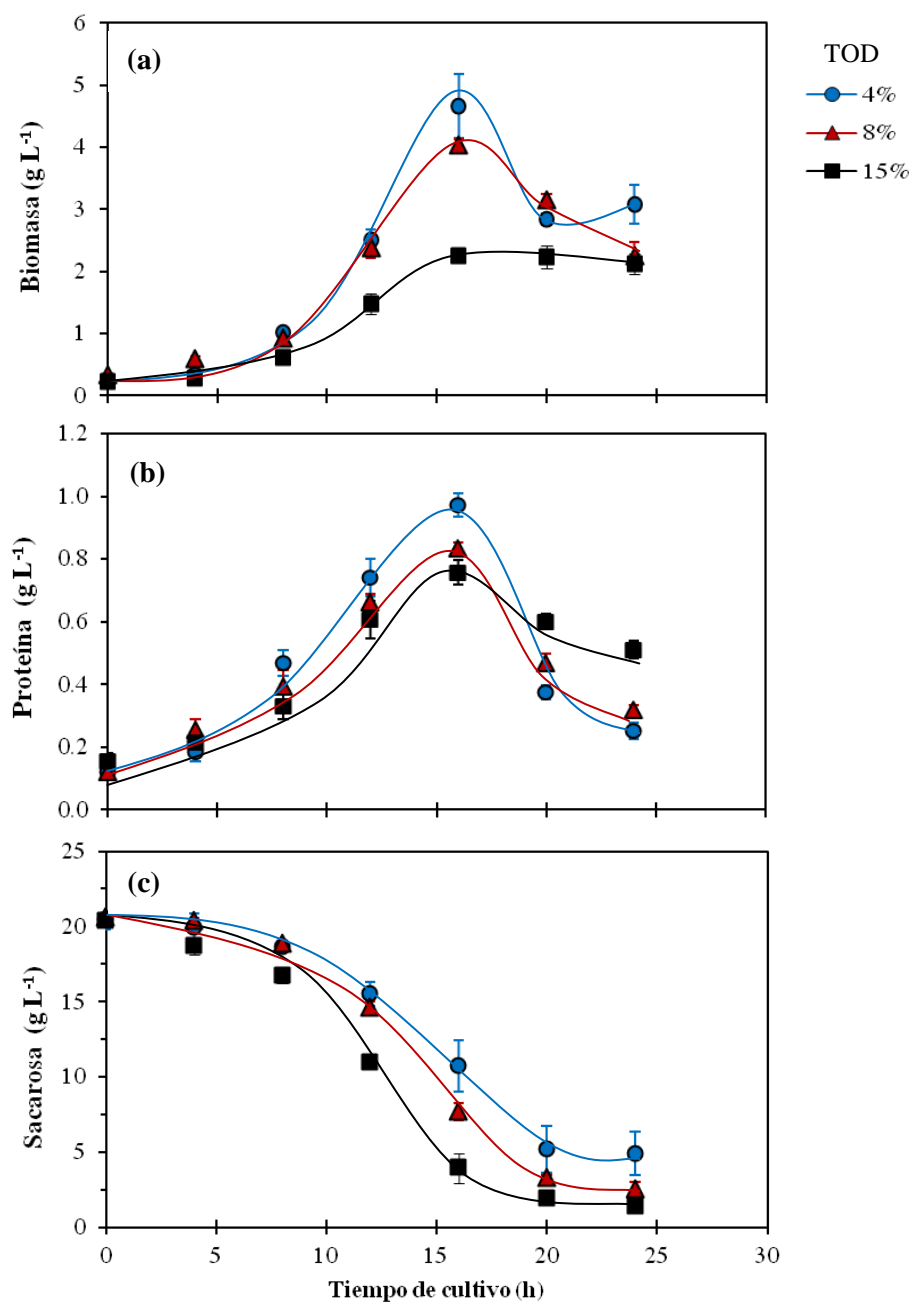 TOD
4%
8%
15%
(a)
Biomasa (g L-1)
6
5
4
3
2
1
0
(b)
Proteína (g L-1)
1.2
1.0
0.8
0.6
0.4
0.2
0.0
(c)
Sacarosa (g L-1)
25
20
15
10
5
0
0 5 10 15 20 25 30
Tiempo de cultivo (h)